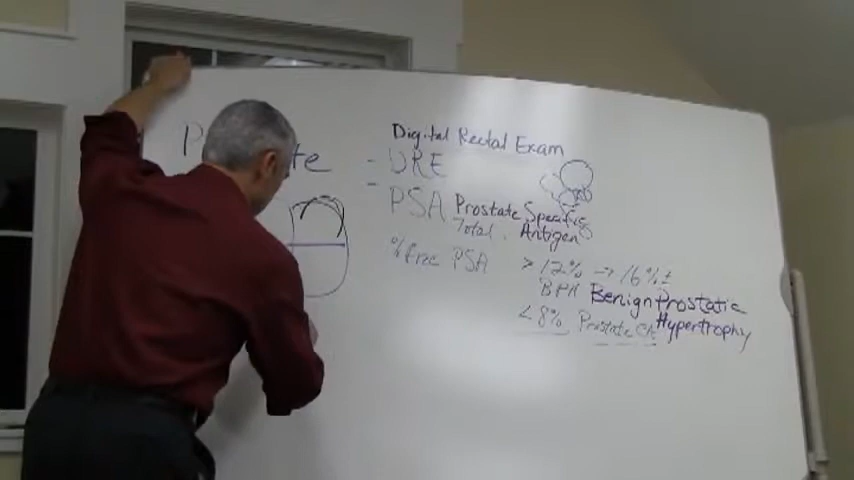 Digital Rectal Exam
te
- DRE
- PSA Prostate Specific
Total. Antigen
% free PSA
> 12% → 16% ±
BPH Benign Prostatic
Hypertrophy
< 8% Prostate CA